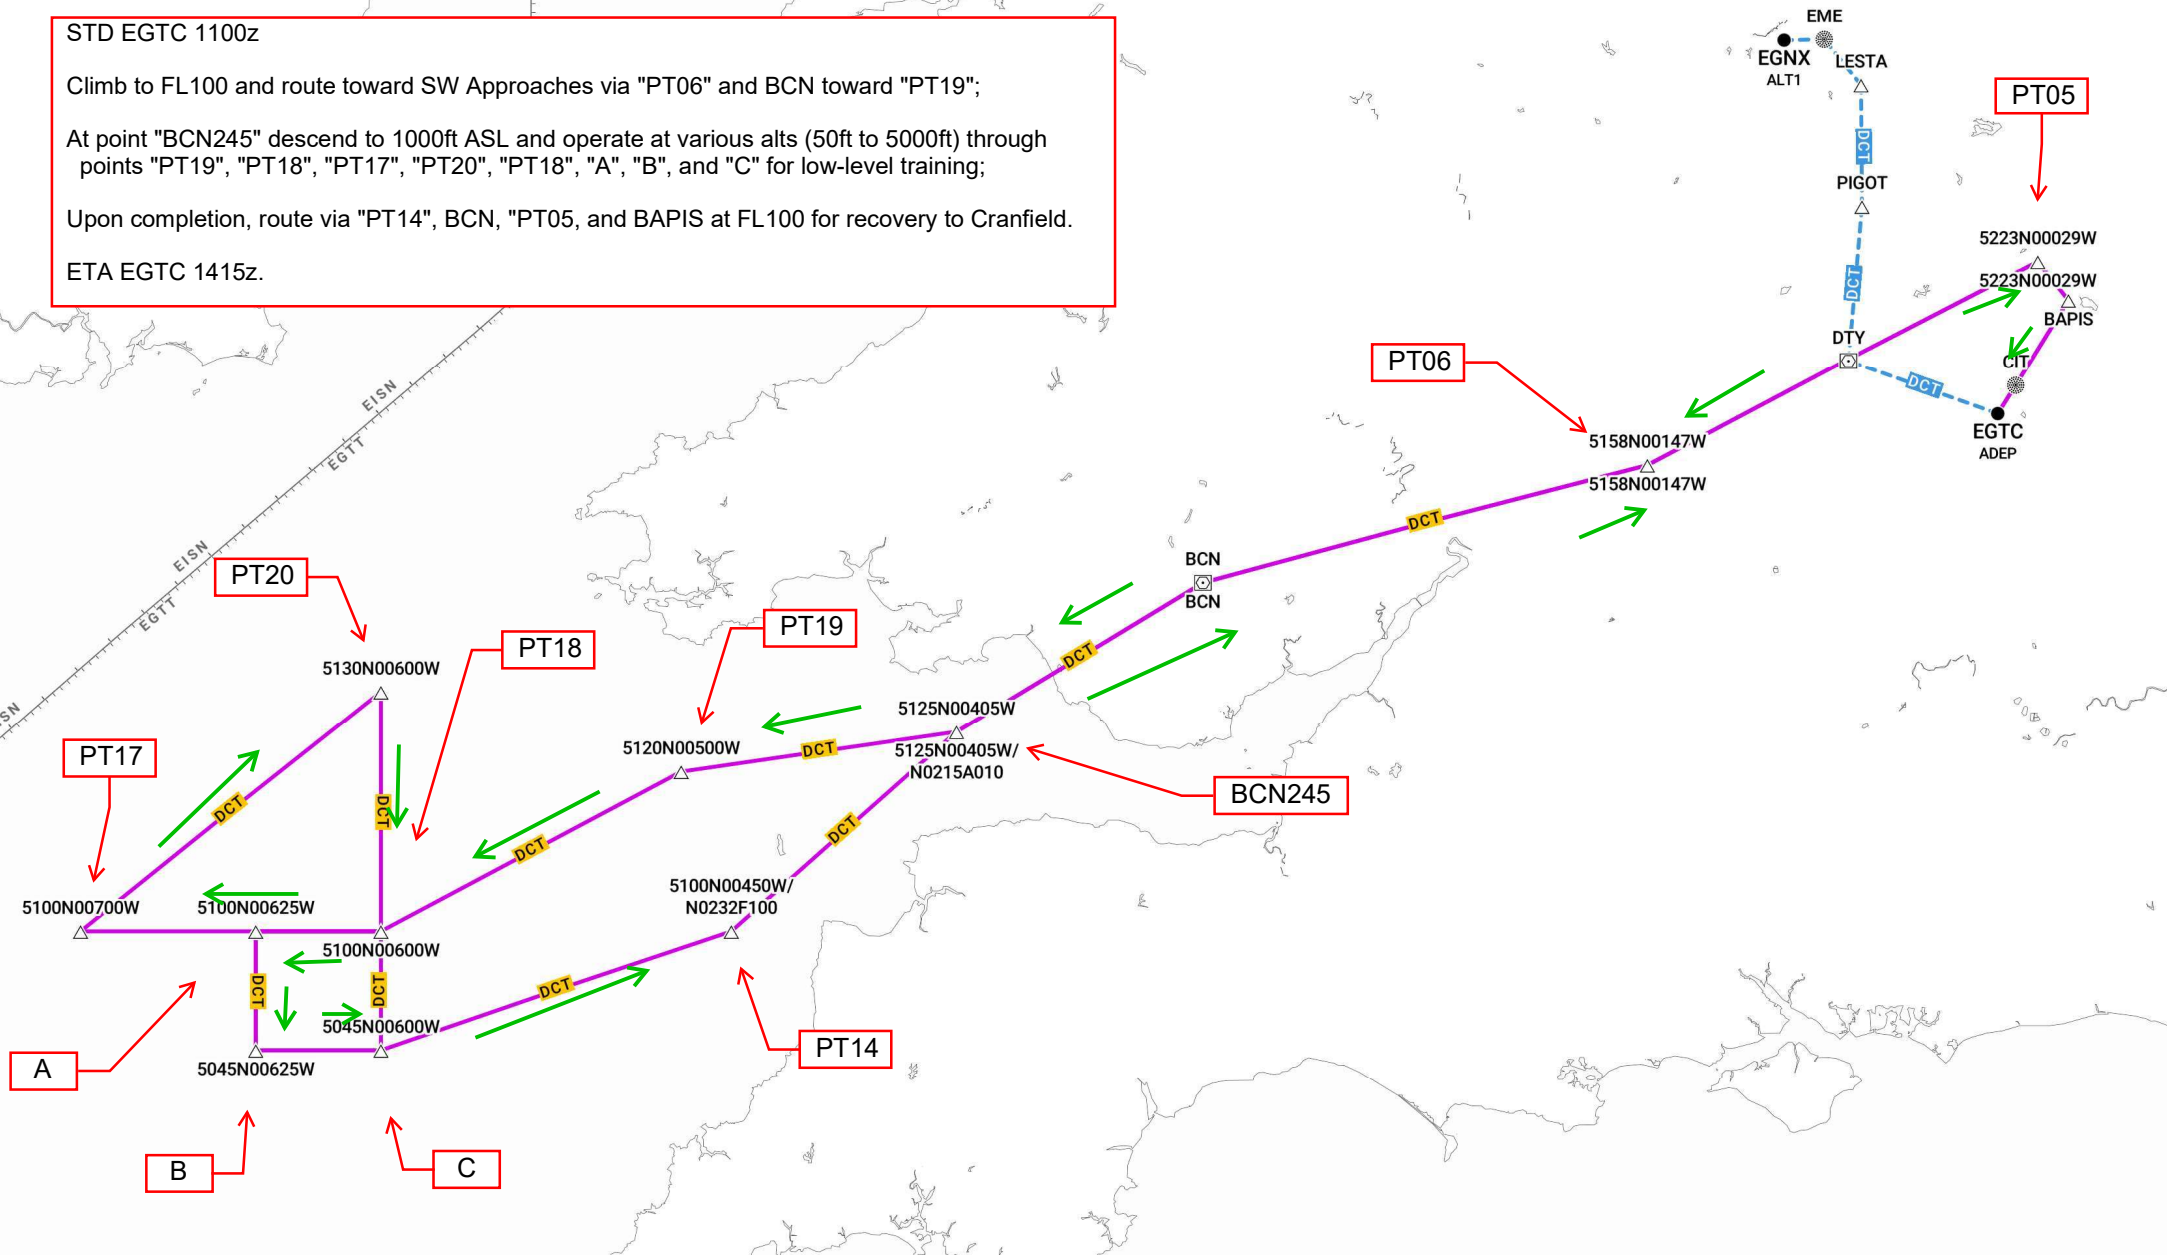 STD EGTC 1100z
Climb to FL100 and route toward SW Approaches via "PT06" and BCN toward "PT19";
At point "BCN245" descend to 1000ft ASL and operate at various alts (50ft to 5000ft) through
points "PT19", "PT18", "PT17", "PT20", "PT18", "A", "B", and "C" for low-level training;
Upon completion, route via "PT14", BCN, "PT05, and BAPIS at FL100 for recovery to Cranfield.
ETA EGTC 1415z.
EME
EGNX
ALT1
LESTA
PT05
DCT
PIGOT
5223N00029W
5223N00029W
DCT
BAPIS
DTY
CIT
DCT
EGTC
ADEP
PT06
5158N00147W
5158N00147W
DCT
EISN
EGTT
EISN
EGTT
SN
BCN
BCN
DCT
PT20
PT18
PT19
5130N00600W
5125N00405W
5125N00405W/
N0215A010
5120N00500W
DCT
PT17
BCN245
DCT
DCT
DCT
DCT
5100N00450W/
N0232F100
5100N00700W
5100N00625W
5100N00600W
DCT
DCT
DCT
5045N00600W
5045N00625W
PT14
A
B
C